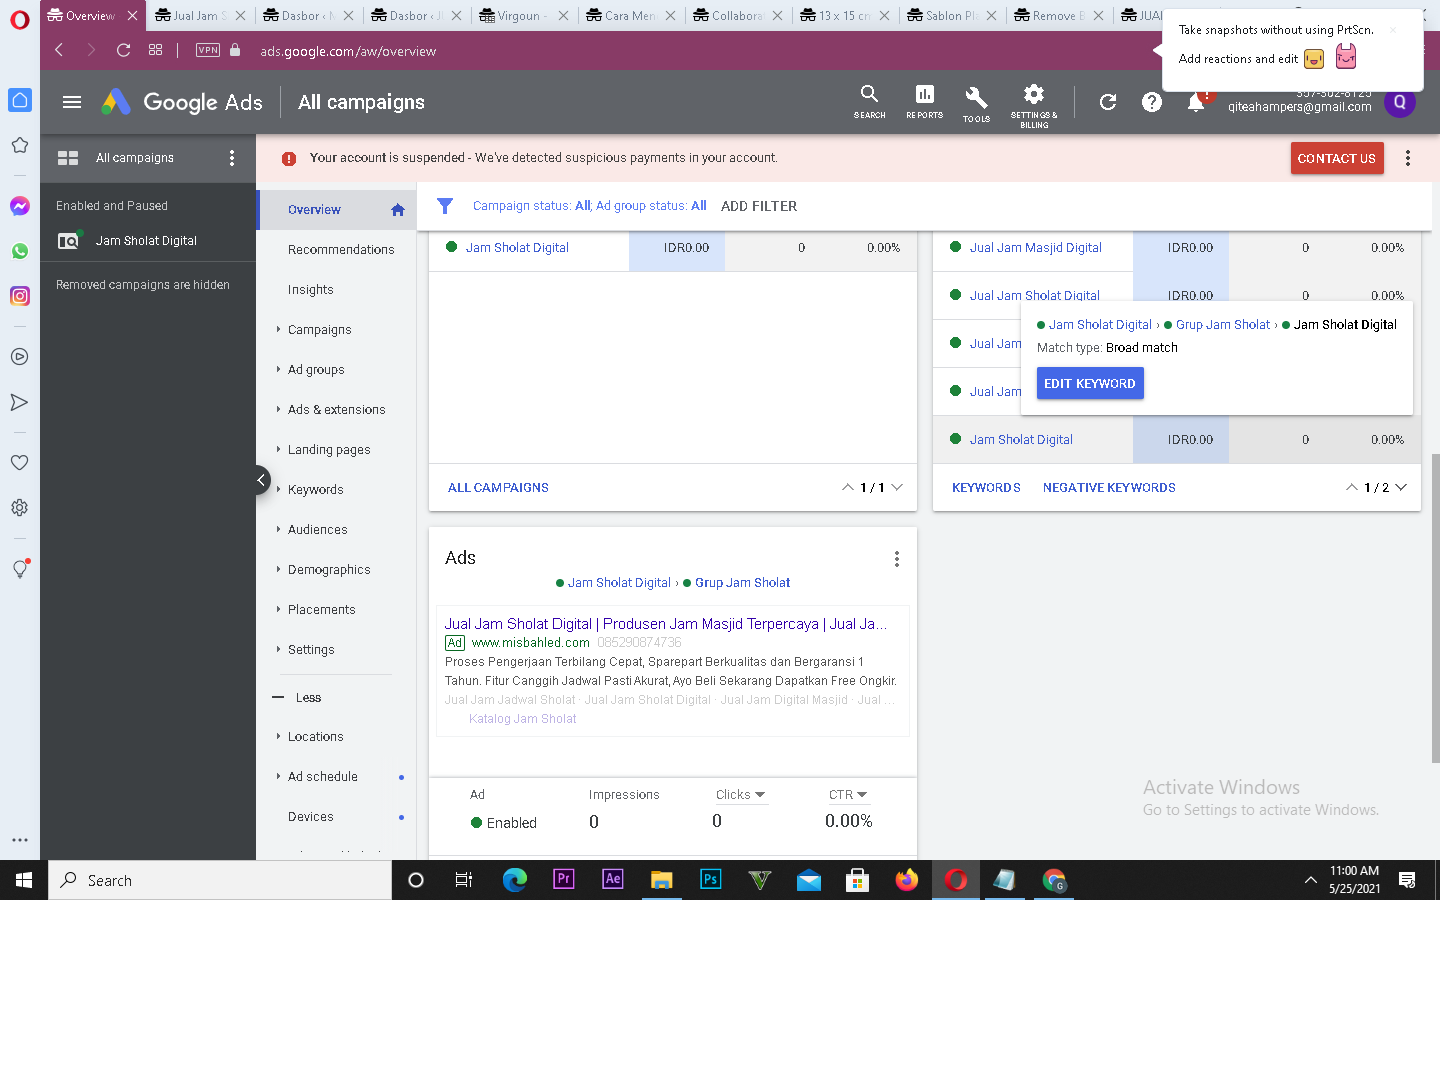 Overview
Jual Jam S
Dasbor ‹ N
Dasbor ‹ Ji
Virgoun -
Cara Men
Collabora
13 x 15 cn
Sablon Pla
Remove B
JUAL
Take snapshots without using PrtScn.
Add reactions and edit
VPN
ads.google.com/aw/overview
Google Ads
All campaigns
SEARCH
REPORTS
TOOLS
SETTINGS &
BILLING
qiteahampers@gmail.com
Q
All campaigns
Your account is suspended - We've detected suspicious payments in your account.
CONTACT US
Enabled and Paused
Jam Sholat Digital
Removed campaigns are hidden
Overview
Recommendations
Insights
Campaigns
Ad groups
Ads & extensions
Landing pages
Keywords
Audiences
Demographics
Placements
Settings
Less
Locations
Ad schedule
Devices
Campaign status: All; Ad group status: All
ADD FILTER
Jam Sholat Digital IDR0.00 0 0.00%
ALL CAMPAIGNS
1 / 1
Jual Jam Masjid Digital IDR0.00 0 0.00%
Jual Jam Sholat Digital IDR0.00 0 0.00%
Jual Jam
Jual Jam
Jam Sholat Digital › Grup Jam Sholat › Jam Sholat Digital
Match type: Broad match
EDIT KEYWORD
Jam Sholat Digital IDR0.00 0 0.00%
KEYWORDS NEGATIVE KEYWORDS
1 / 2
Ads
Jam Sholat Digital › Grup Jam Sholat
Jual Jam Sholat Digital | Produsen Jam Masjid Terpercaya | Jual Ja...
Ad www.misbahled.com 085290874736
Proses Pengerjaan Terbilang Cepat, Sparepart Berkualitas dan Bergaransi 1
Tahun. Fitur Canggih Jadwal Pasti Akurat, Ayo Beli Sekarang Dapatkan Free Ongkir.
Jual Jam Jadwal Sholat · Jual Jam Sholat Digital · Jual Jam Digital Masjid · Jual ...
Katalog Jam Sholat
Ad Impressions Clicks CTR
Enabled 0 0 0.00%
Activate Windows
Go to Settings to activate Windows.
Search
Pr
Ae
Ps
G
11:00 AM
5/25/2021